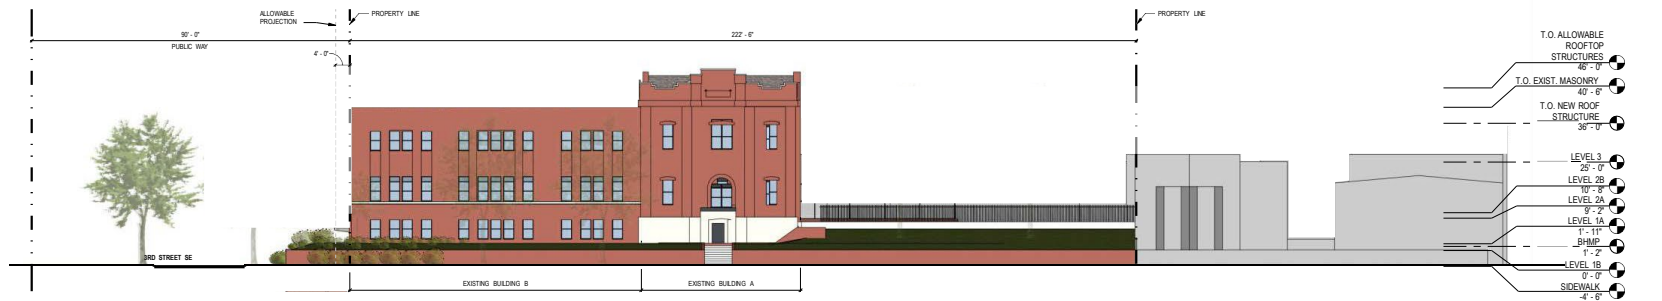 ALLOWABLE
PROJECTION
PROPERTY LINE
PROPERTY LINE
90' - 0"
PUBLIC WAY
4' - 0"
222' - 6"
T.O. ALLOWABLE
ROOFTOP
STRUCTURES
46' - 0"
T.O. EXIST. MASONRY
40' - 6"
T.O. NEW ROOF
STRUCTURE
36' - 0"
LEVEL 3
25' - 0"
LEVEL 2B
10' - 8"
LEVEL 2A
9' - 2"
LEVEL 1A
1' - 11"
BHMP
1' - 2"
LEVEL 1B
0' - 0"
SIDEWALK
-4' - 6"
3RD STREET SE
EXISTING BUILDING B
EXISTING BUILDING A